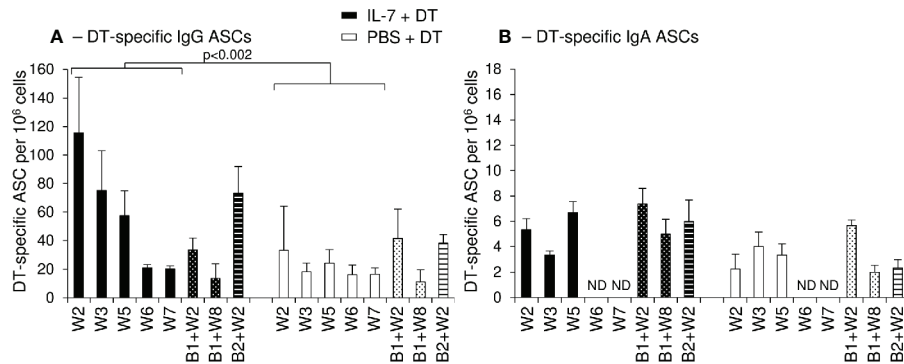 IL-7 + DT
PBS + DT
A – DT-specific IgG ASCs
p<0.002
DT-specific ASC per 10⁶ cells
160
140
120
100
80
60
40
20
0
W2 W3 W5 W6 W7 B1+W2 B1+W8 B2+W2 W2 W3 W5 W6 W7 B1+W2 B1+W8 B2+W2
B – DT-specific IgA ASCs
DT-specific ASC per 10⁶ cells
18
16
14
12
10
8
6
4
2
0
ND ND ND ND
W2 W3 W5 W6 W7 B1+W2 B1+W8 B2+W2 W2 W3 W5 W6 W7 B1+W2 B1+W8 B2+W2